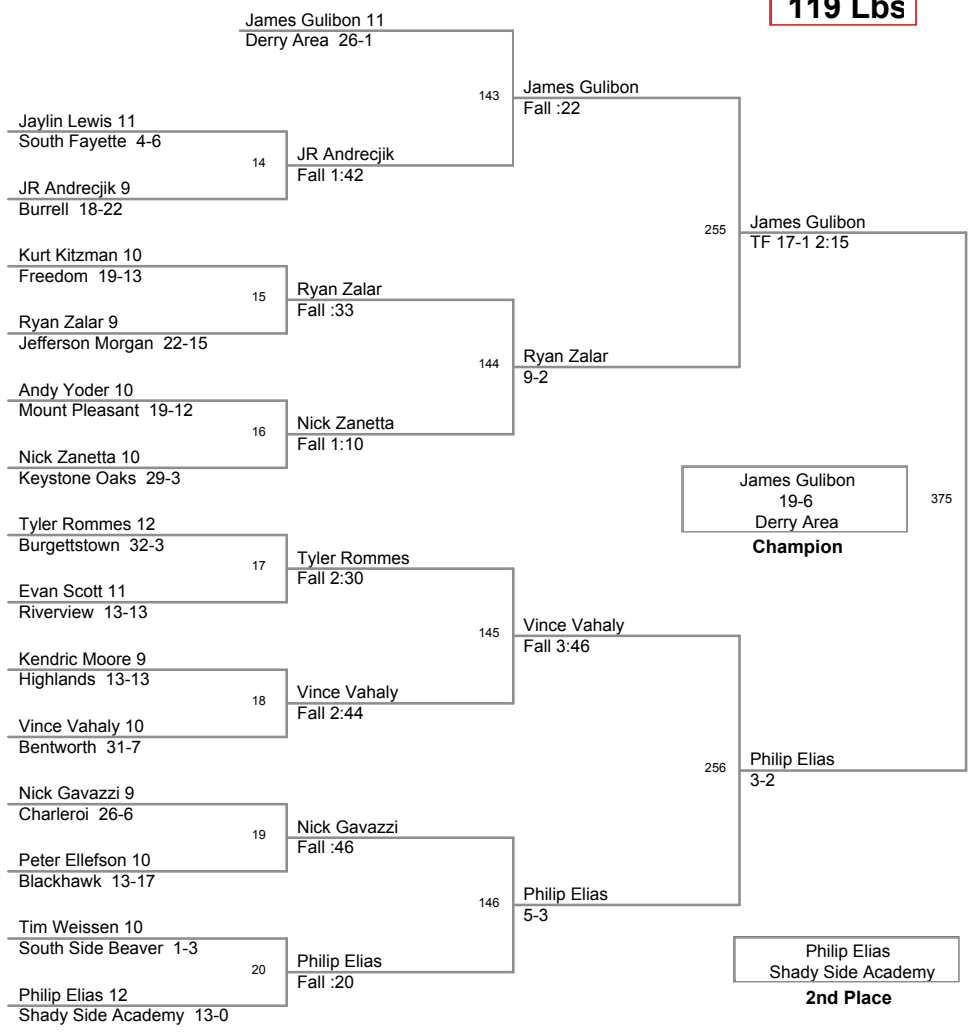 119 Lbs
James Gulibon 11
Derry Area 26-1
143
James Gulibon
Fall :22
Jaylin Lewis 11
South Fayette 4-6
14
JR Andrecjik
Fall 1:42
JR Andrecjik 9
Burrell 18-22
255
James Gulibon
TF 17-1 2:15
Kurt Kitzman 10
Freedom 19-13
15
Ryan Zalar
Fall :33
Ryan Zalar 9
Jefferson Morgan 22-15
144
Ryan Zalar
9-2
Andy Yoder 10
Mount Pleasant 19-12
16
Nick Zanetta
Fall 1:10
Nick Zanetta 10
Keystone Oaks 29-3
James Gulibon
19-6
Derry Area
Champion
375
Tyler Rommes 12
Burgettstown 32-3
17
Tyler Rommes
Fall 2:30
Evan Scott 11
Riverview 13-13
145
Vince Vahaly
Fall 3:46
Kendric Moore 9
Highlands 13-13
18
Vince Vahaly
Fall 2:44
Vince Vahaly 10
Bentworth 31-7
256
Philip Elias
3-2
Nick Gavazzi 9
Charleroi 26-6
19
Nick Gavazzi
Fall :46
Peter Ellefson 10
Blackhawk 13-17
146
Philip Elias
5-3
Tim Weissen 10
South Side Beaver 1-3
20
Philip Elias
Fall :20
Philip Elias 12
Shady Side Academy 13-0
Philip Elias
Shady Side Academy
2nd Place